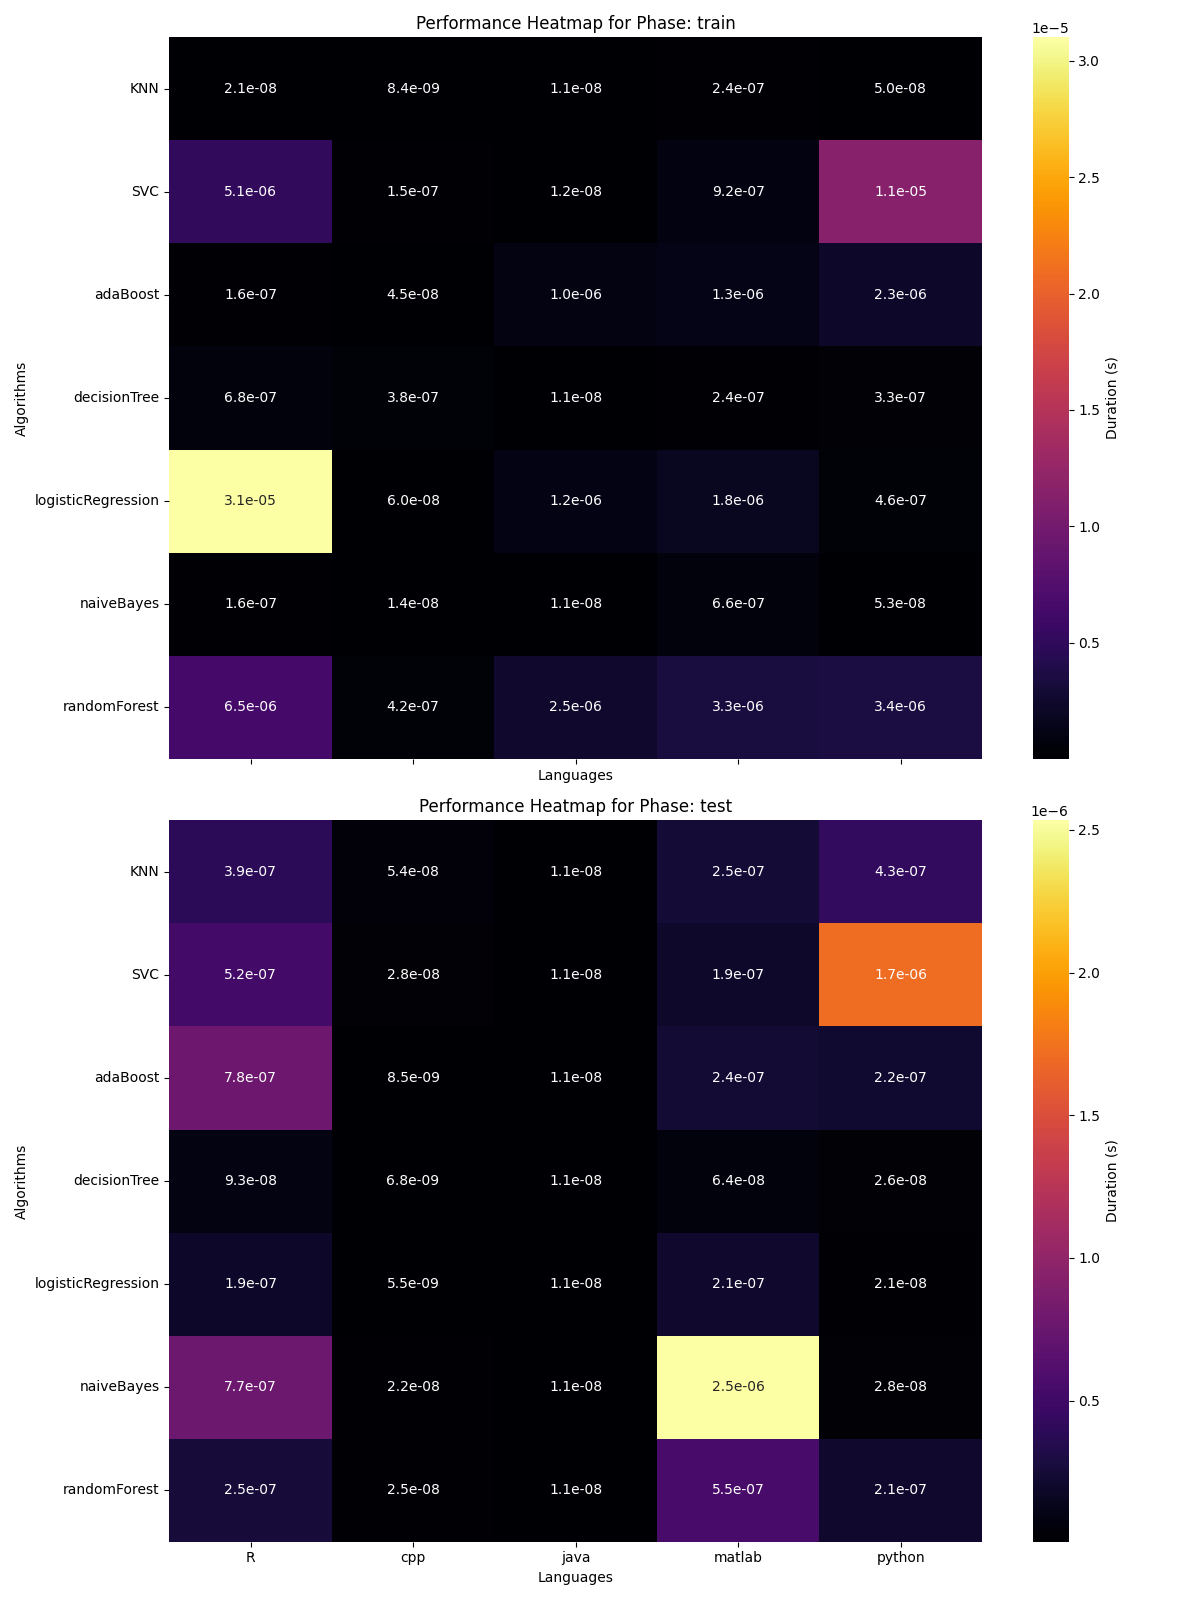 Performance Heatmap for Phase: train
1e−5
KNN 2.1e-08 8.4e-09 1.1e-08 2.4e-07 5.0e-08
SVC 5.1e-06 1.5e-07 1.2e-08 9.2e-07 1.1e-05
adaBoost 1.6e-07 4.5e-08 1.0e-06 1.3e-06 2.3e-06
decisionTree 6.8e-07 3.8e-07 1.1e-08 2.4e-07 3.3e-07
logisticRegression 3.1e-05 6.0e-08 1.2e-06 1.8e-06 4.6e-07
naiveBayes 1.6e-07 1.4e-08 1.1e-08 6.6e-07 5.3e-08
randomForest 6.5e-06 4.2e-07 2.5e-06 3.3e-06 3.4e-06
Algorithms
Languages
3.0
2.5
2.0
1.5
1.0
0.5
Duration (s)
Performance Heatmap for Phase: test
1e−6
KNN 3.9e-07 5.4e-08 1.1e-08 2.5e-07 4.3e-07
SVC 5.2e-07 2.8e-08 1.1e-08 1.9e-07 1.7e-06
adaBoost 7.8e-07 8.5e-09 1.1e-08 2.4e-07 2.2e-07
decisionTree 9.3e-08 6.8e-09 1.1e-08 6.4e-08 2.6e-08
logisticRegression 1.9e-07 5.5e-09 1.1e-08 2.1e-07 2.1e-08
naiveBayes 7.7e-07 2.2e-08 1.1e-08 2.5e-06 2.8e-08
randomForest 2.5e-07 2.5e-08 1.1e-08 5.5e-07 2.1e-07
Algorithms
R cpp java matlab python
Languages
2.5
2.0
1.5
1.0
0.5
Duration (s)